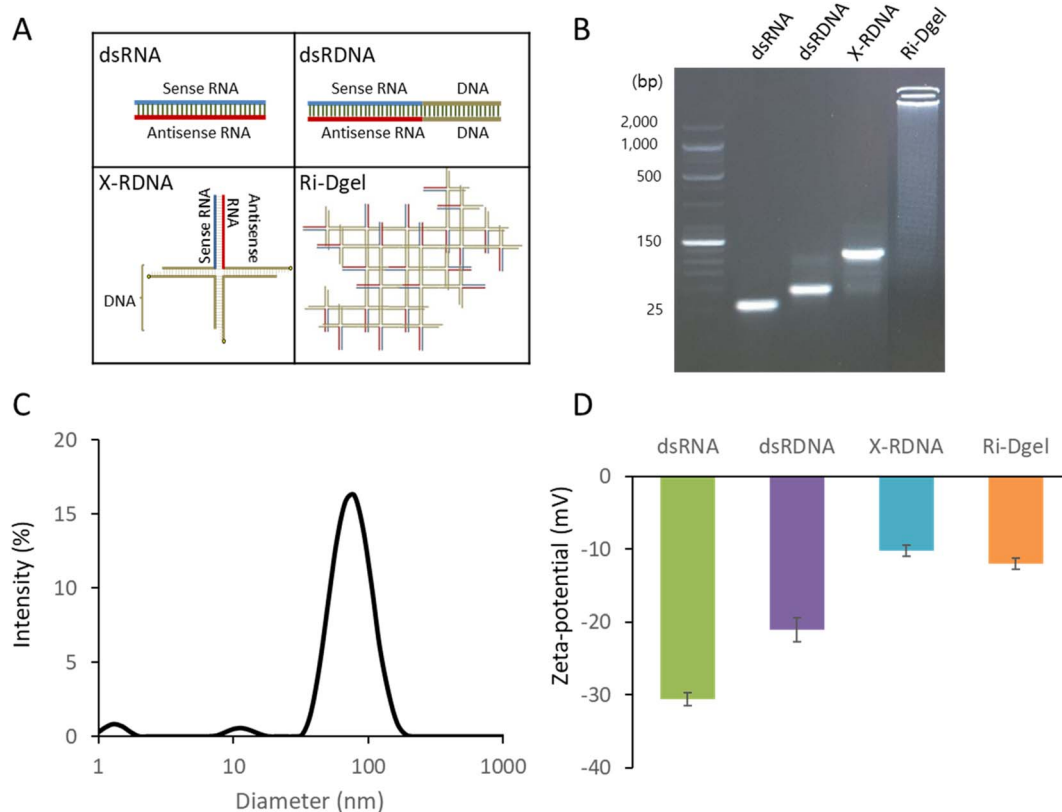 A
dsRNA
Sense RNA
Antisense RNA
dsRDNA
Sense RNA DNA
Antisense RNA DNA
X-RDNA
Sense RNA
RNA
Antisense
DNA
Ri-Dgel
B
dsRNA
dsRDNA
X-RDNA
Ri-Dgel
(bp)
2,000
1,000
500
150
25
C
Intensity (%)
20
15
10
5
0
1 10 100 1000
Diameter (nm)
D
dsRNA dsRDNA X-RDNA Ri-Dgel
Zeta-potential (mV)
0
-10
-20
-30
-40